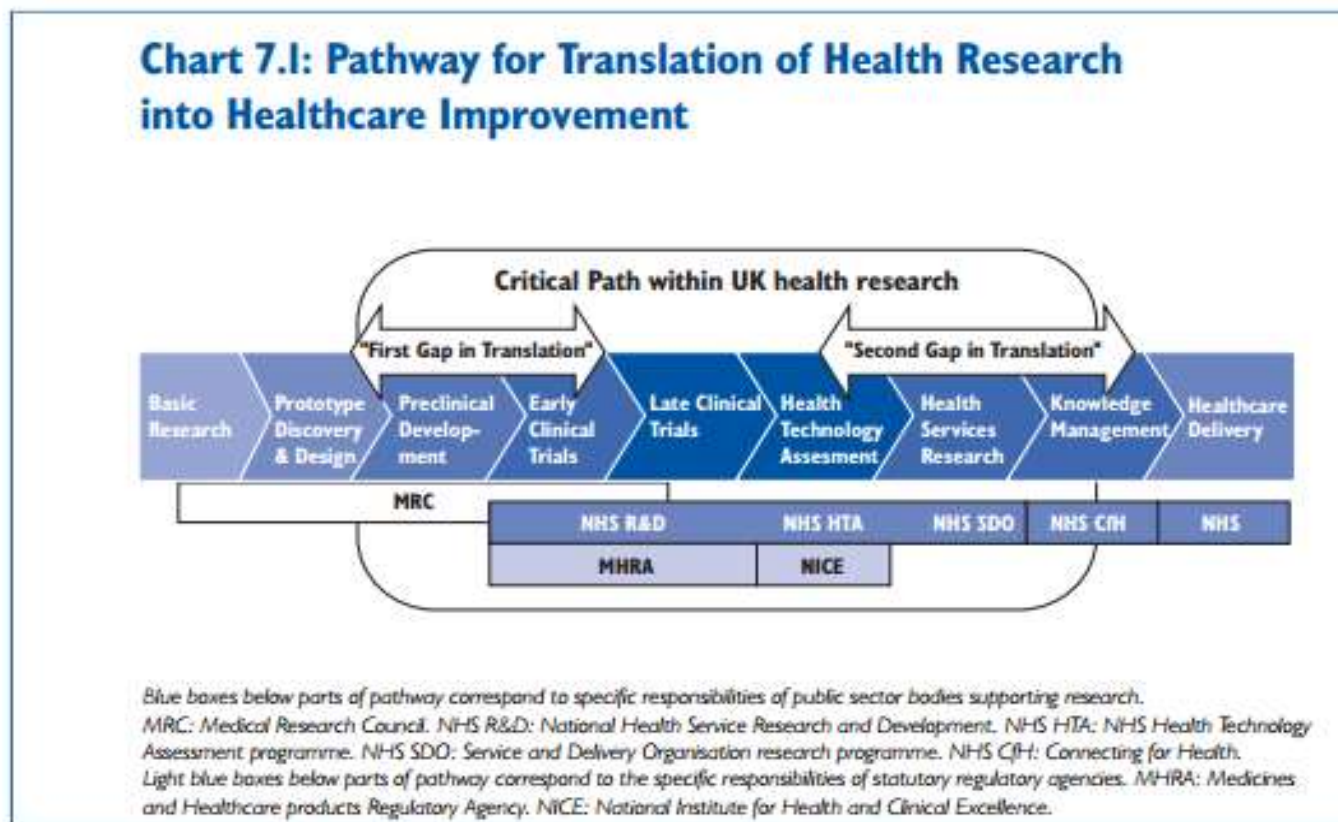 Chart 7.1: Pathway for Translation of Health Research
into Healthcare Improvement
Critical Path within UK health research
"First Gap in Translation"
"Second Gap in Translation"
Basic
Research
Prototype
Discovery
& Design
Preclinical
Develop-
ment
Early
Clinical
Trials
Late Clinical
Trials
Health
Technology
Assesment
Health
Services
Research
Knowledge
Management
Healthcare
Delivery
MRC
NHS R&D
NHS HTA
NHS SDO
NHS CfH
NHS
MHRA
NICE
Blue boxes below parts of pathway correspond to specific responsibilities of public sector bodies supporting research.
MRC: Medical Research Council. NHS R&D: National Health Service Research and Development. NHS HTA: NHS Health Technology
Assessment programme. NHS SDO: Service and Delivery Organisation research programme. NHS CfH: Connecting for Health.
Light blue boxes below parts of pathway correspond to the specific responsibilities of statutory regulatory agencies. MHRA: Medicines
and Healthcare products Regulatory Agency. NICE: National Institute for Health and Clinical Excellence.